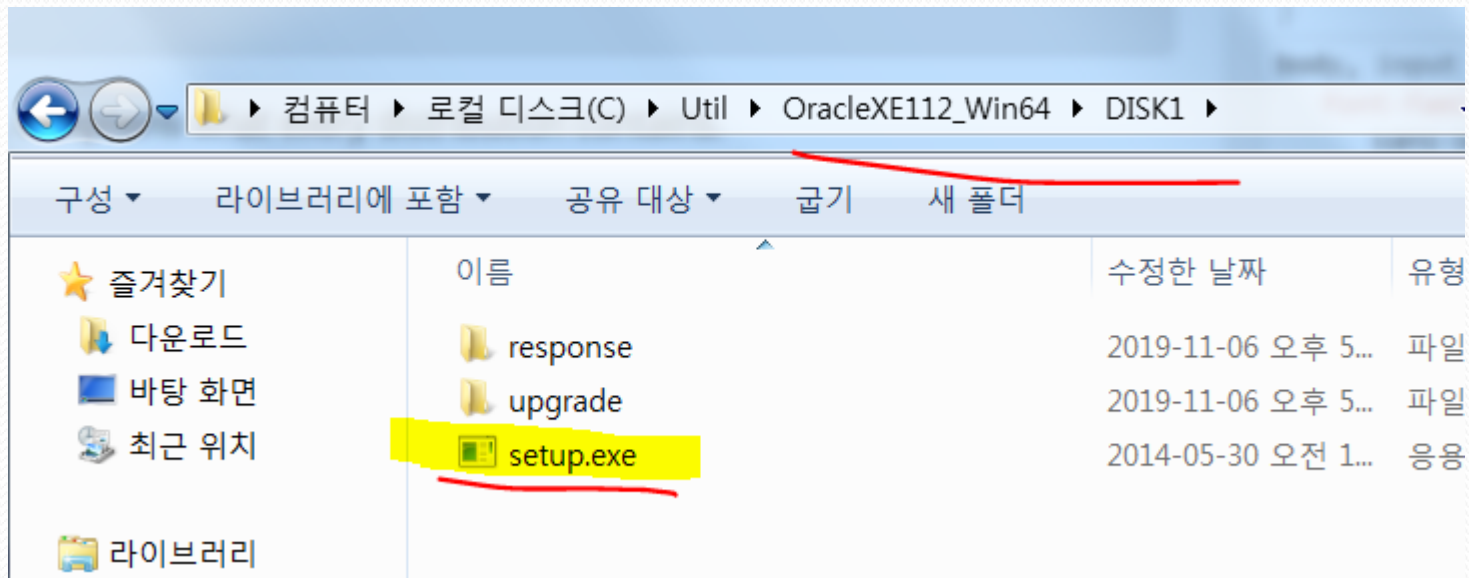 컴퓨터 로컬 디스크(C) Util OracleXE112_Win64 DISK1
구성 라이브러리에 포함 공유 대상 굽기 새 폴더
즐겨찾기
다운로드
바탕 화면
최근 위치
라이브러리
이름 수정한 날짜 유형
response 2019-11-06 오후 5... 파일
upgrade 2019-11-06 오후 5... 파일
setup.exe 2014-05-30 오전 1... 응용